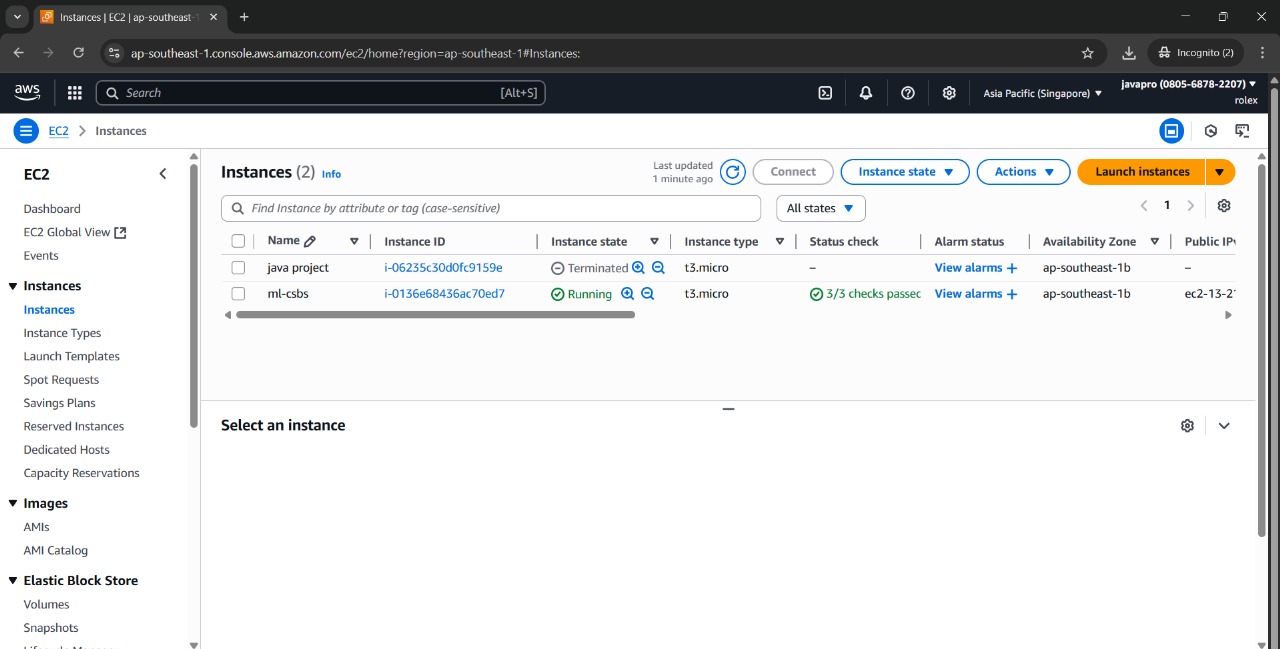 Instances | EC2 | ap-southeast-1
ap-southeast-1.console.aws.amazon.com/ec2/home?region=ap-southeast-1#Instances:
Incognito (2)
aws
Search
[Alt+S]
Asia Pacific (Singapore)
javapro (0805-6878-2207)
rolex
EC2
Instances
EC2
Dashboard
EC2 Global View
Events
Instances
Instances
Instance Types
Launch Templates
Spot Requests
Savings Plans
Reserved Instances
Dedicated Hosts
Capacity Reservations
Images
AMIs
AMI Catalog
Elastic Block Store
Volumes
Snapshots
Instances (2) Info
Last updated
1 minute ago
Connect
Instance state
Actions
Launch instances
Find Instance by attribute or tag (case-sensitive)
All states
1
Name Instance ID Instance state Instance type Status check Alarm status Availability Zone Public IPv
java project i-06235c30d0fc9159e Terminated t3.micro – View alarms + ap-southeast-1b –
ml-csbs i-0136e68436ac70ed7 Running t3.micro 3/3 checks passed View alarms + ap-southeast-1b ec2-13-2
Select an instance